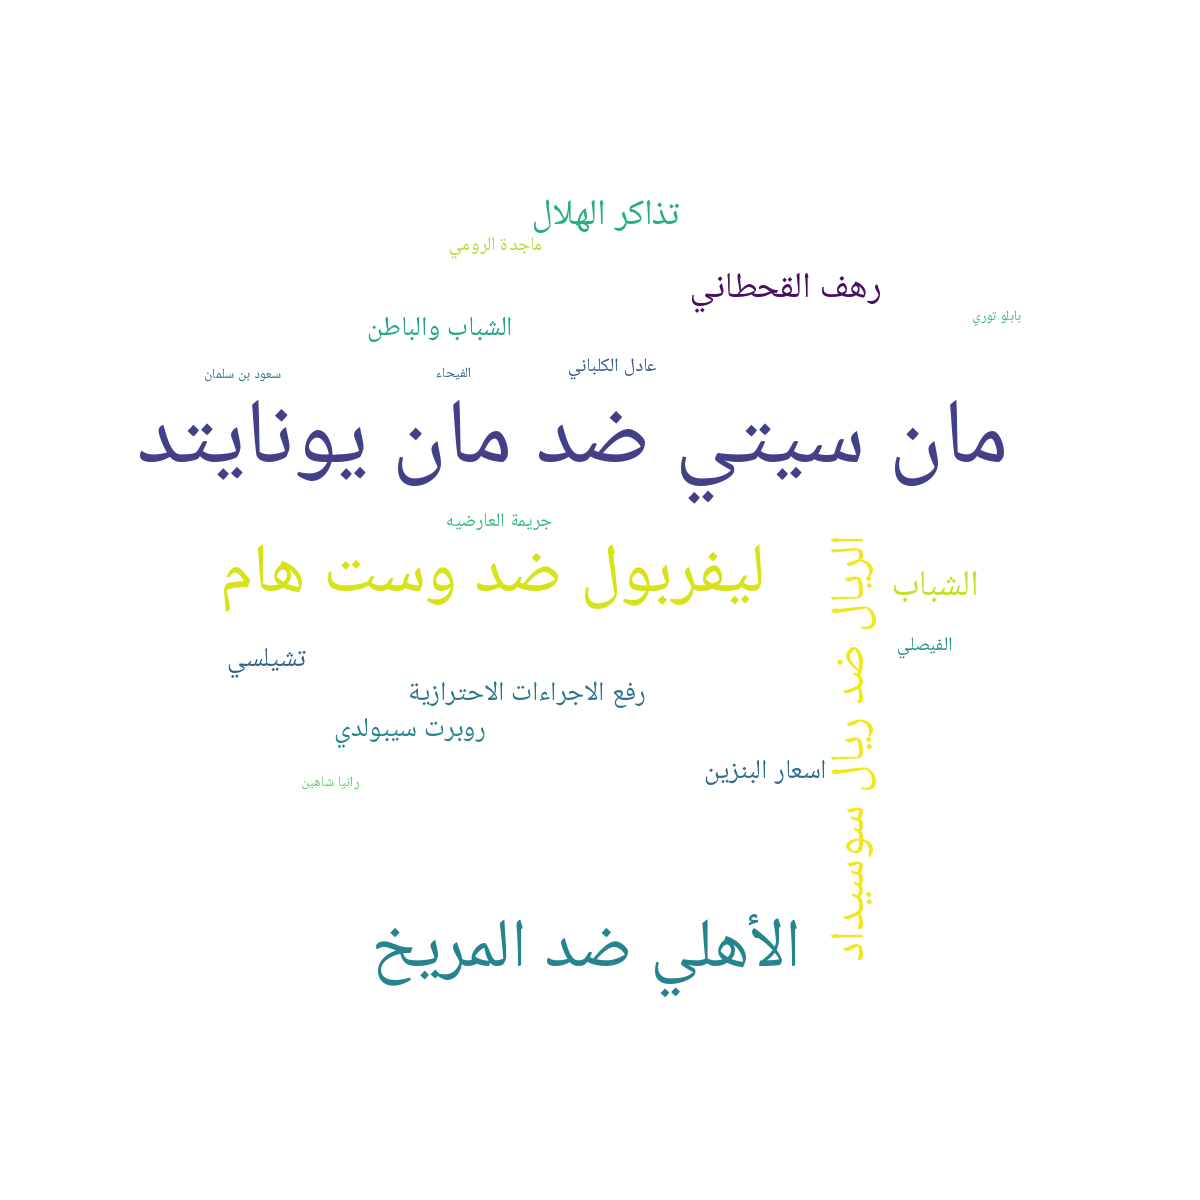 تذاكر الهلال
ماجدة الرومي
رهف القحطاني
بابلو توري
الشباب والباطن
عادل الكلباني
الفيحاء
سعود بن سلمان
مان سيتي ضد مان يونايتد
جريمة العارضيه
ليفربول ضد وست هام
الريال ضد ريال سوسيداد
الشباب
الفيصلي
تشيلسي
رفع الاجراءات الاحترازية
روبرت سيبولدي
اسعار البنزين
رانيا شاهين
الأهلي ضد المريخ